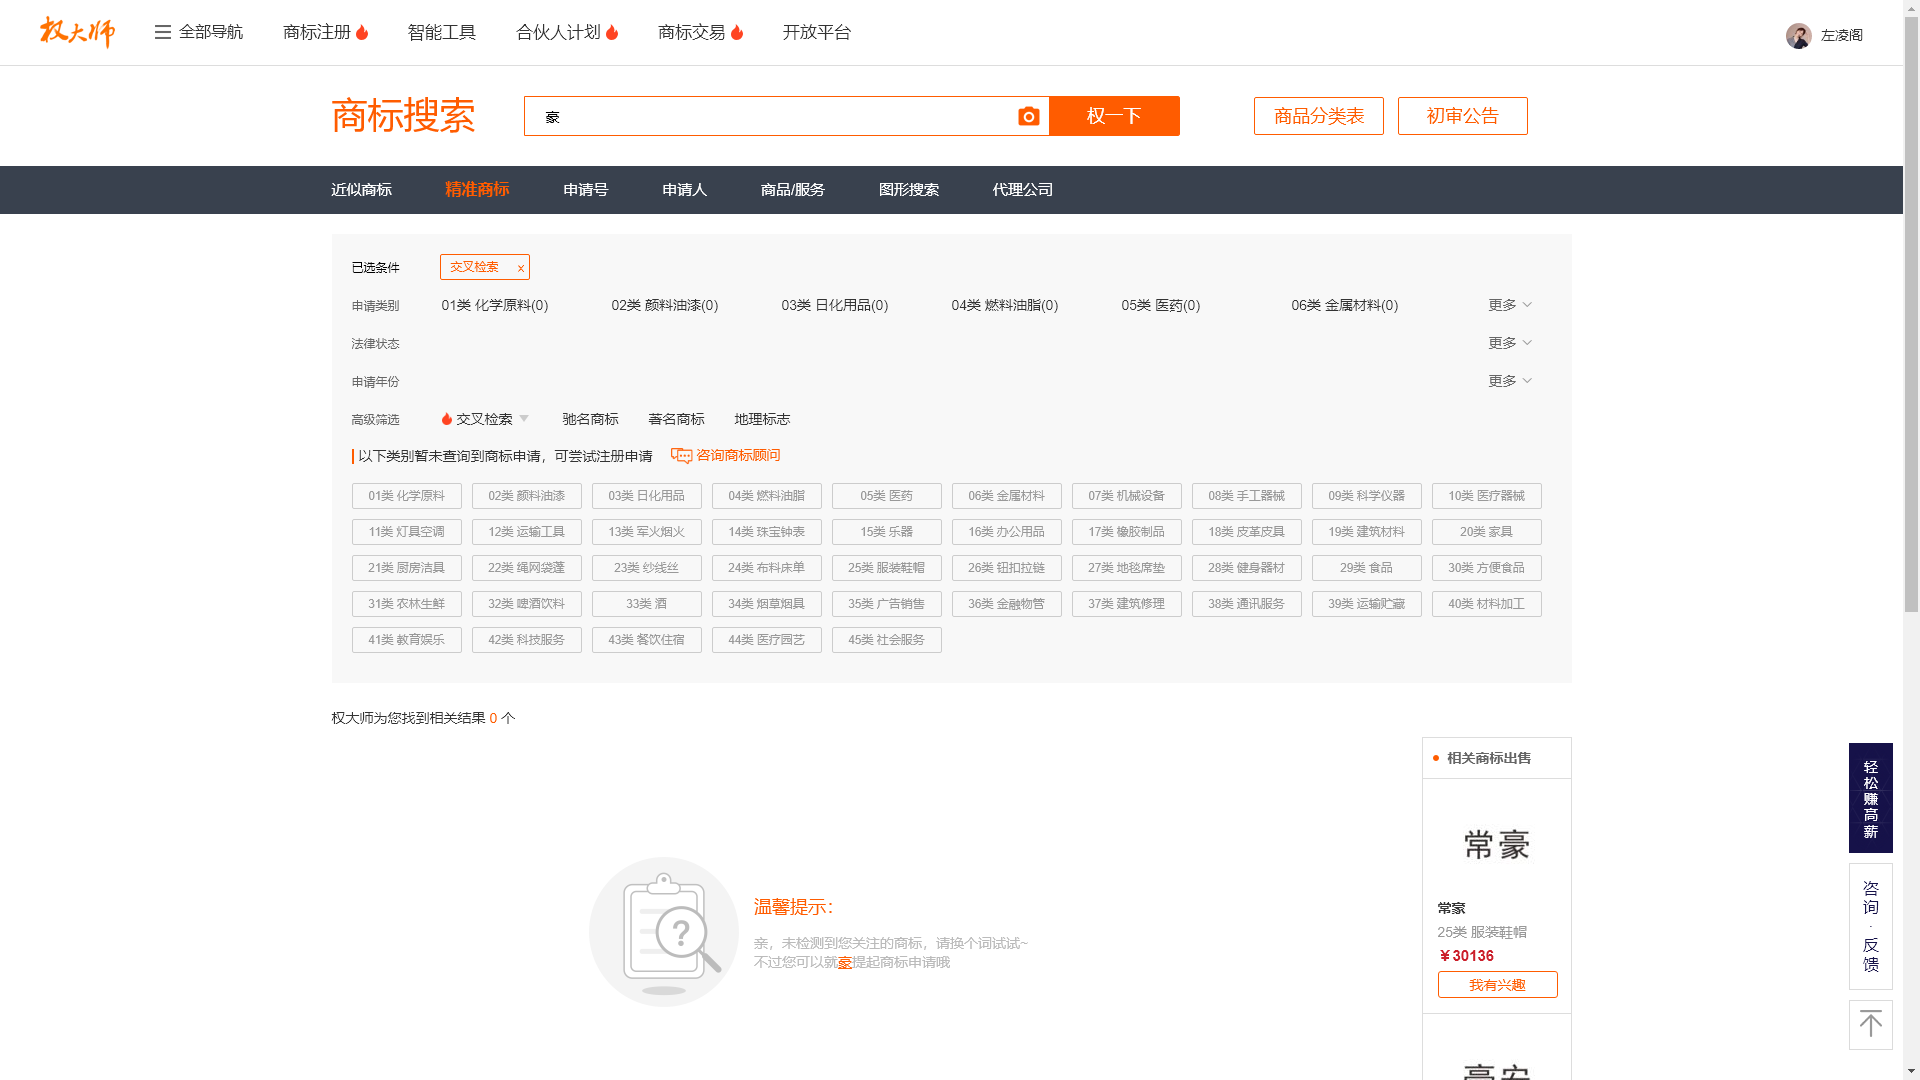 权大师 全部导航 商标注册 智能工具 合伙人计划 商标交易 开放平台 左凌阁
商标搜索 豪 权一下 商品分类表 初审公告
近似商标 精准商标 申请号 申请人 商品/服务 图形搜索 代理公司
已选条件 交叉检索 x
申请类别 01类 化学原料(0) 02类 颜料油漆(0) 03类 日化用品(0) 04类 燃料油脂(0) 05类 医药(0) 06类 金属材料(0) 更多
法律状态 更多
申请年份 更多
高级筛选 交叉检索 驰名商标 著名商标 地理标志
以下类别暂未查询到商标申请，可尝试注册申请 咨询商标顾问
01类 化学原料 02类 颜料油漆 03类 日化用品 04类 燃料油脂 05类 医药 06类 金属材料 07类 机械设备 08类 手工器械 09类 科学仪器 10类 医疗器械
11类 灯具空调 12类 运输工具 13类 军火烟火 14类 珠宝钟表 15类 乐器 16类 办公用品 17类 橡胶制品 18类 皮革皮具 19类 建筑材料 20类 家具
21类 厨房洁具 22类 绳网袋蓬 23类 纱线丝 24类 布料床单 25类 服装鞋帽 26类 钮扣拉链 27类 地毯席垫 28类 健身器材 29类 食品 30类 方便食品
31类 农林生鲜 32类 啤酒饮料 33类 酒 34类 烟草烟具 35类 广告销售 36类 金融物管 37类 建筑修理 38类 通讯服务 39类 运输贮藏 40类 材料加工
41类 教育娱乐 42类 科技服务 43类 餐饮住宿 44类 医疗园艺 45类 社会服务
权大师为您找到相关结果 0 个
温馨提示：
亲，未检测到您关注的商标，请换个词试试~
不过您可以就豪提起商标申请哦
相关商标出售
常豪
常豪
25类 服装鞋帽
￥30136
我有兴趣
豪安
轻松赚高薪
咨询·反馈